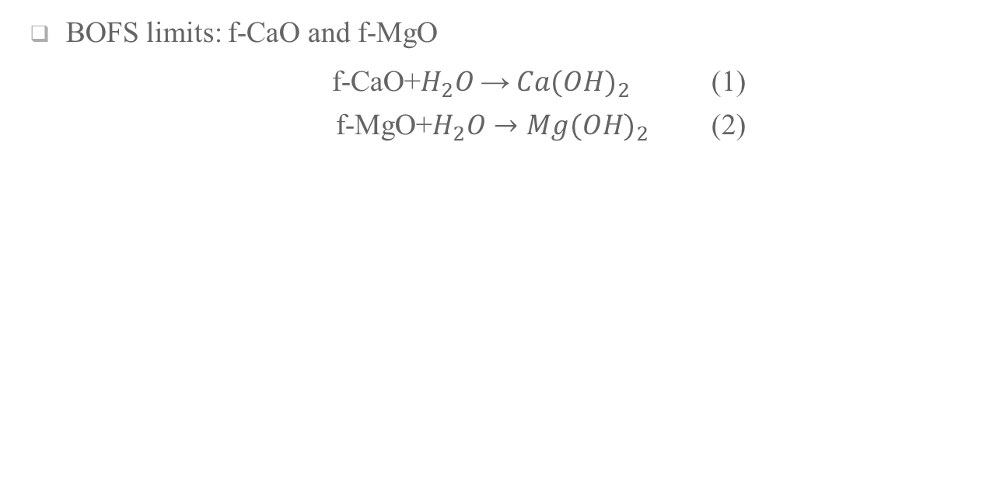 ❑ BOFS limits: f-CaO and f-MgO
f-CaO+H₂O → Ca(OH)₂ (1)
f-MgO+H₂O → Mg(OH)₂ (2)